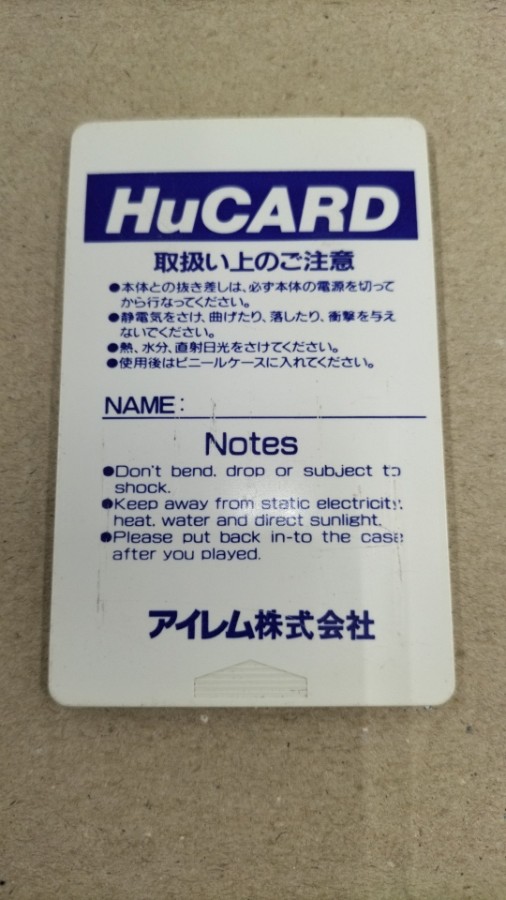 HuCARD
取扱い上のご注意
●本体との抜き差しは、必ず本体の電源を切って
から行なってください。
●静電気をさけ、曲げたり、落したり、衝撃を与え
ないでください。
●熱、水分、直射日光をさけてください。
●使用後はビニールケースに入れてください。
NAME:
Notes
●Don't bend, drop or subject to
shock.
●Keep away from static electricity,
heat, water and direct sunlight.
●Please put back in-to the case
after you played.
アイレム株式会社